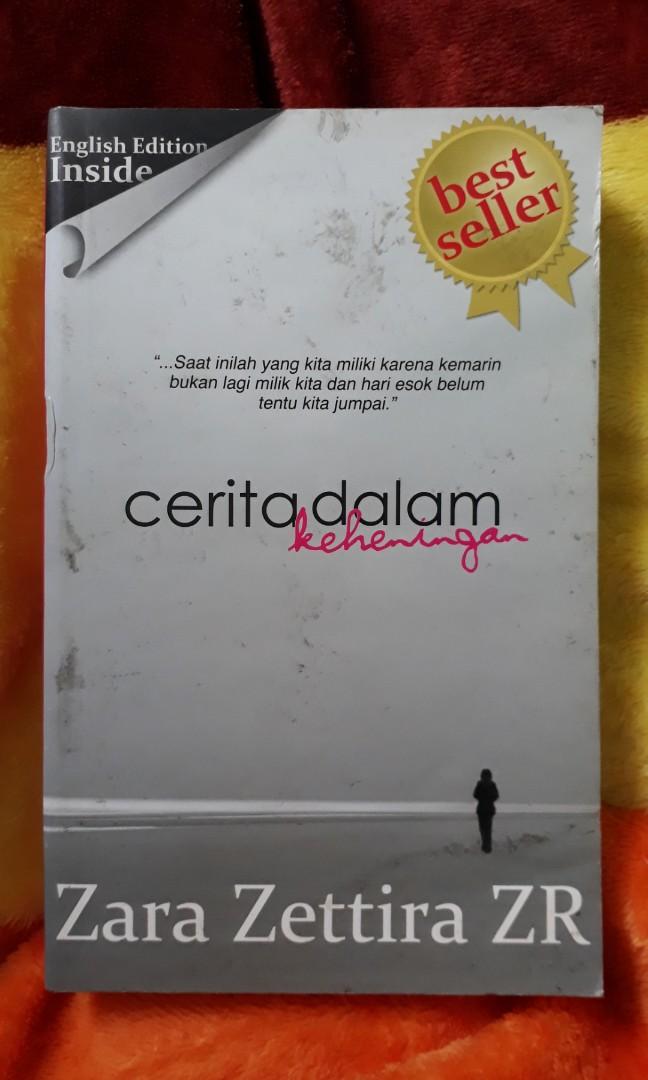 English Edition
Inside
best
seller
“...Saat inilah yang kita miliki karena kemarin
bukan lagi milik kita dan hari esok belum
tentu kita jumpai.”
cerita dalam
keheningan
Zara Zettira ZR